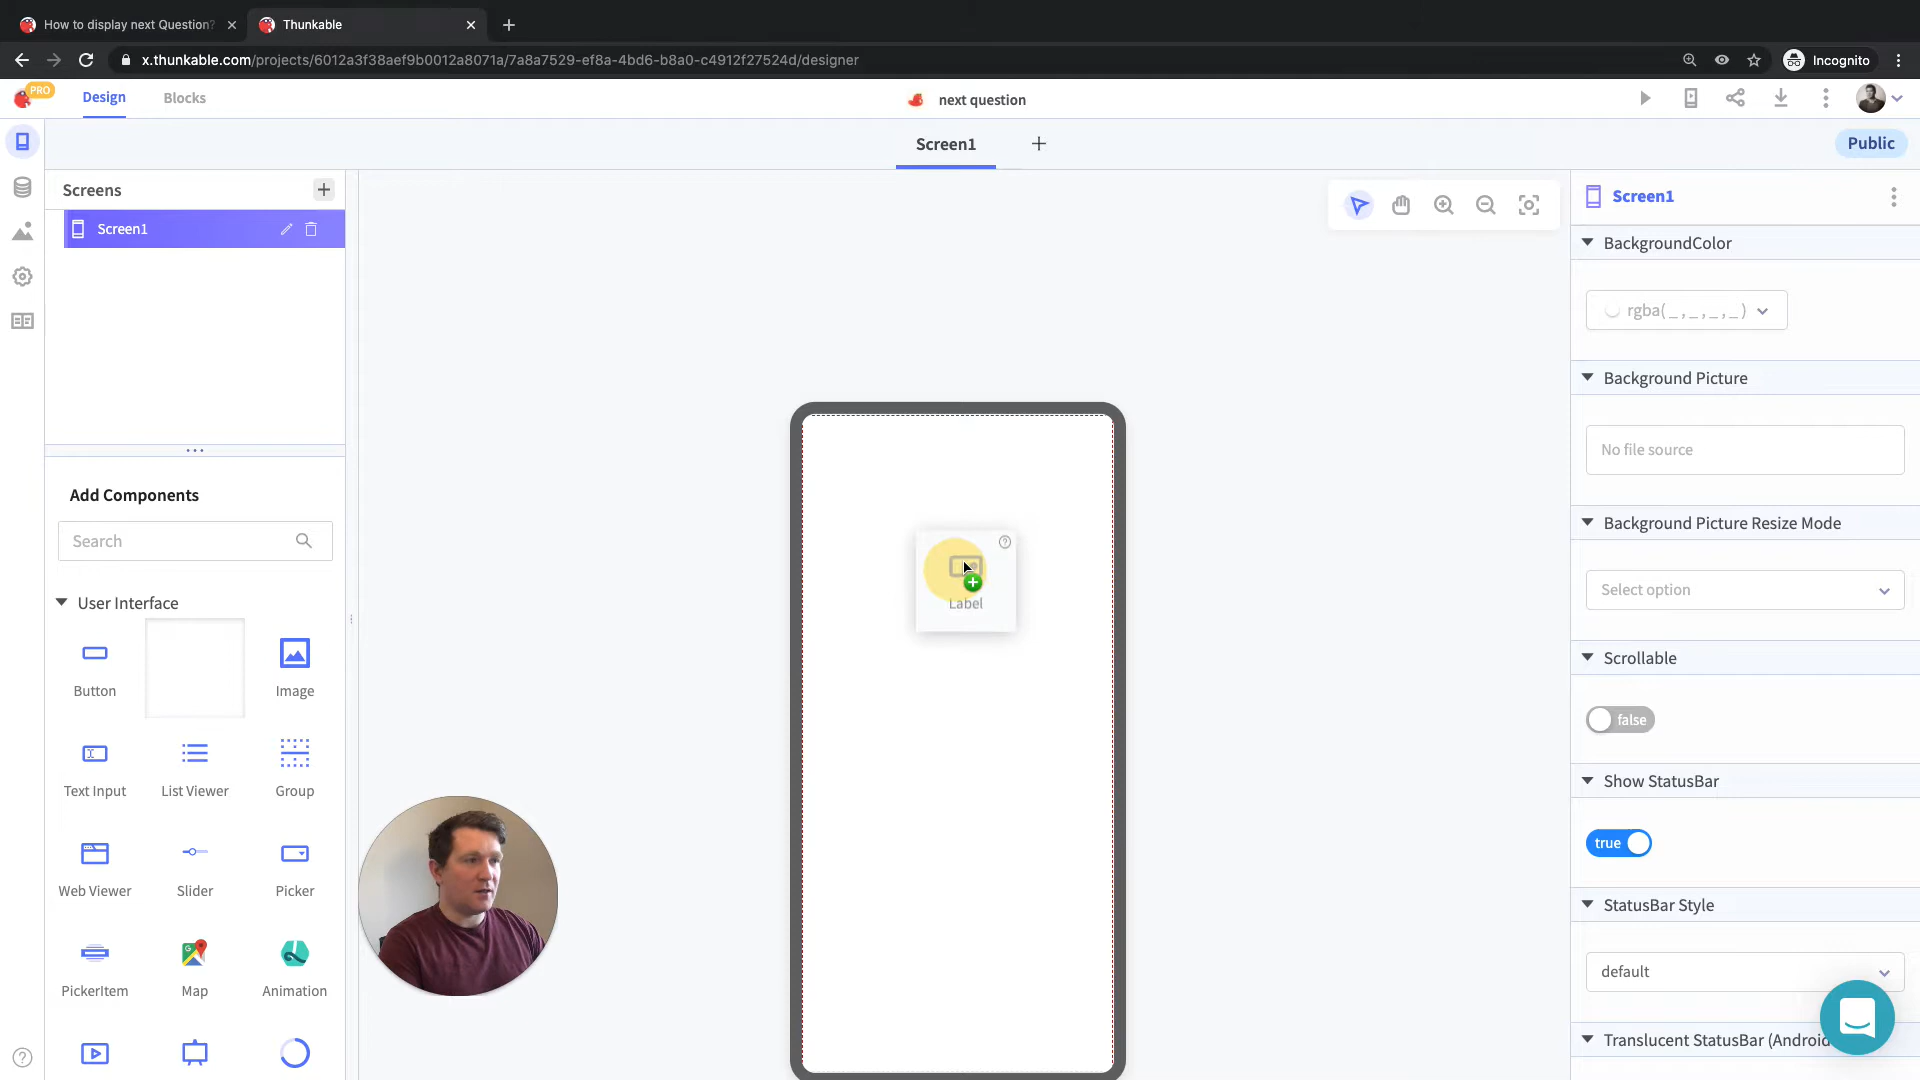 How to display next Question?
Thunkable
x.thunkable.com/projects/6012a3f38aef9b0012a8071a/7a8a7529-ef8a-4bd6-b8a0-c4912f27524d/designer
Incognito
PRO
Design
Blocks
next question
Screen1
Public
Screens
Screen1
Add Components
Search
User Interface
Button
Image
Text Input
List Viewer
Group
Web Viewer
Slider
Picker
PickerItem
Map
Animation
Label
Screen1
BackgroundColor
rgba( _ , _ , _ , _ )
Background Picture
No file source
Background Picture Resize Mode
Select option
Scrollable
false
Show StatusBar
true
StatusBar Style
default
Translucent StatusBar (Android